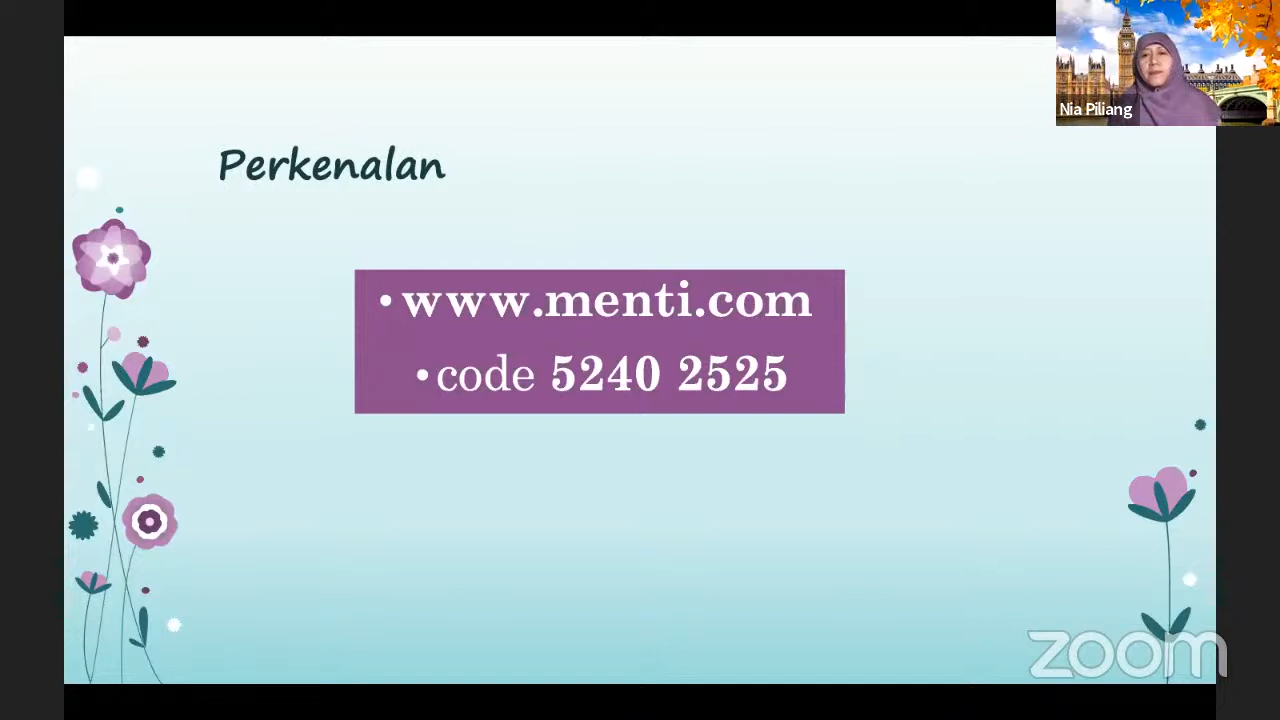 Nia Piliang
Perkenalan
• www.menti.com
• code 5240 2525
zoom